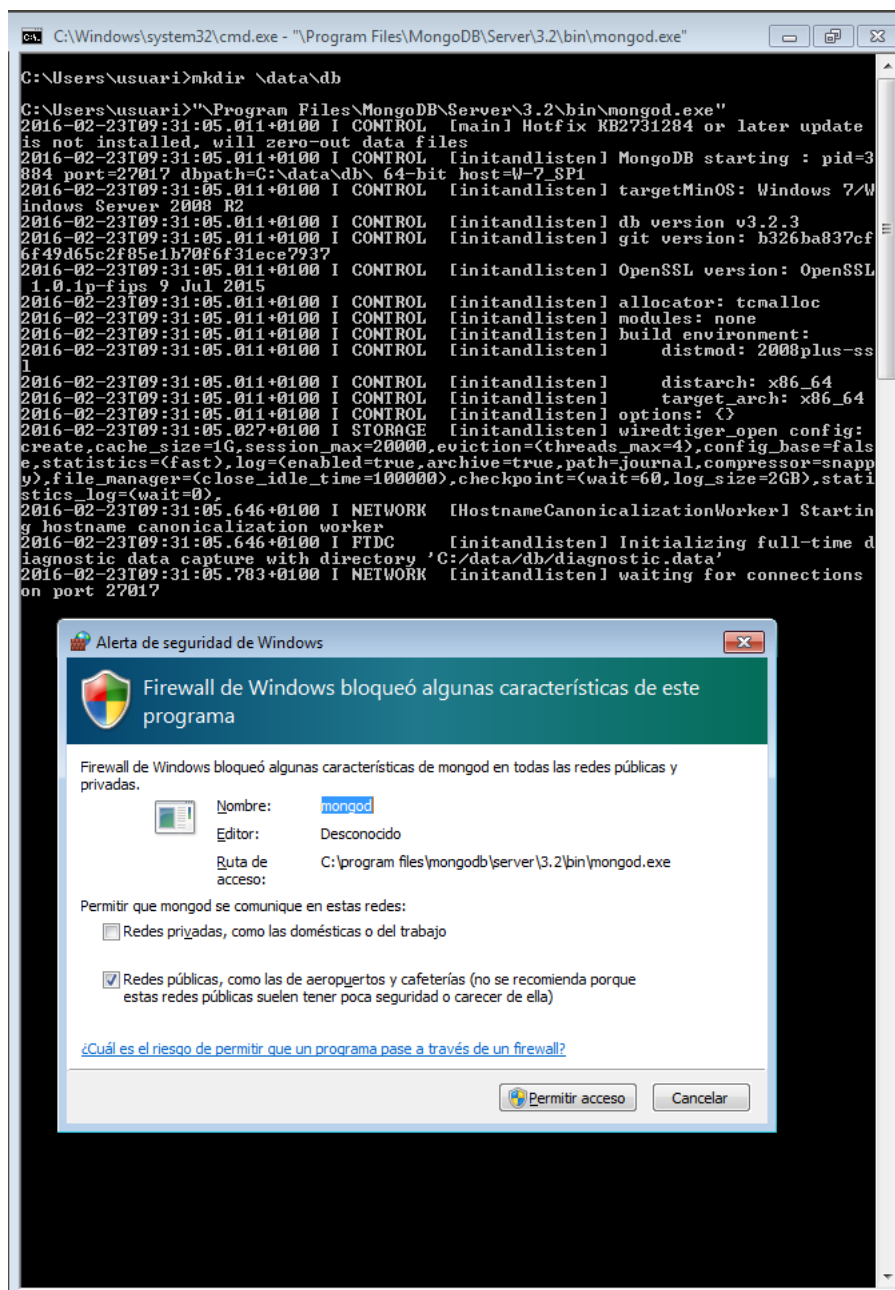 C:\Windows\system32\cmd.exe - "\Program Files\MongoDB\Server\3.2\bin\mongod.exe"
C:\Users\usuari>mkdir \data\db
C:\Users\usuari>"\Program Files\MongoDB\Server\3.2\bin\mongod.exe"
2016-02-23T09:31:05.011+0100 I CONTROL  [main] Hotfix KB2731284 or later update
is not installed, will zero-out data files
2016-02-23T09:31:05.011+0100 I CONTROL  [initandlisten] MongoDB starting : pid=3
884 port=27017 dbpath=C:\data\db\ 64-bit host=W-7_SP1
2016-02-23T09:31:05.011+0100 I CONTROL  [initandlisten] targetMinOS: Windows 7/W
indows Server 2008 R2
2016-02-23T09:31:05.011+0100 I CONTROL  [initandlisten] db version v3.2.3
2016-02-23T09:31:05.011+0100 I CONTROL  [initandlisten] git version: b326ba837cf
6f49d65c2f85e1b70f6f31ece7937
2016-02-23T09:31:05.011+0100 I CONTROL  [initandlisten] OpenSSL version: OpenSSL
 1.0.1p-fips 9 Jul 2015
2016-02-23T09:31:05.011+0100 I CONTROL  [initandlisten] allocator: tcmalloc
2016-02-23T09:31:05.011+0100 I CONTROL  [initandlisten] modules: none
2016-02-23T09:31:05.011+0100 I CONTROL  [initandlisten] build environment:
2016-02-23T09:31:05.011+0100 I CONTROL  [initandlisten]     distmod: 2008plus-ss
l
2016-02-23T09:31:05.011+0100 I CONTROL  [initandlisten]     distarch: x86_64
2016-02-23T09:31:05.011+0100 I CONTROL  [initandlisten]     target_arch: x86_64
2016-02-23T09:31:05.011+0100 I CONTROL  [initandlisten] options: {}
2016-02-23T09:31:05.027+0100 I STORAGE  [initandlisten] wiredtiger_open config:
create,cache_size=1G,session_max=20000,eviction=(threads_max=4),config_base=fals
e,statistics=(fast),log=(enabled=true,archive=true,path=journal,compressor=snapp
y),file_manager=(close_idle_time=100000),checkpoint=(wait=60,log_size=2GB),stati
stics_log=(wait=0),
2016-02-23T09:31:05.646+0100 I NETWORK  [HostnameCanonicalizationWorker] Startin
g hostname canonicalization worker
2016-02-23T09:31:05.646+0100 I FTDC     [initandlisten] Initializing full-time d
iagnostic data capture with directory 'C:/data/db/diagnostic.data'
2016-02-23T09:31:05.783+0100 I NETWORK  [initandlisten] waiting for connections
on port 27017
Alerta de seguridad de Windows
Firewall de Windows bloqueó algunas características de este
programa
Firewall de Windows bloqueó algunas características de mongod en todas las redes públicas y
privadas.
Nombre: mongod
Editor: Desconocido
Ruta de C:\program files\mongodb\server\3.2\bin\mongod.exe
acceso:
Permitir que mongod se comunique en estas redes:
Redes privadas, como las domésticas o del trabajo
Redes públicas, como las de aeropuertos y cafeterías (no se recomienda porque
estas redes públicas suelen tener poca seguridad o carecer de ella)
¿Cuál es el riesgo de permitir que un programa pase a través de un firewall?
Permitir acceso Cancelar